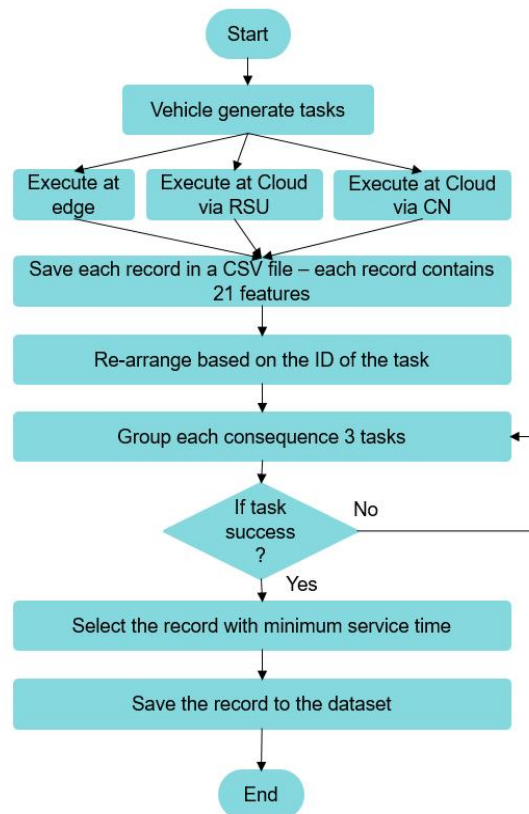 Start
Vehicle generate tasks
Execute at
edge
Execute at Cloud
via RSU
Execute at Cloud
via CN
Save each record in a CSV file – each record contains
21 features
Re-arrange based on the ID of the task
Group each consequence 3 tasks
If task
success
?
No
Yes
Select the record with minimum service time
Save the record to the dataset
End